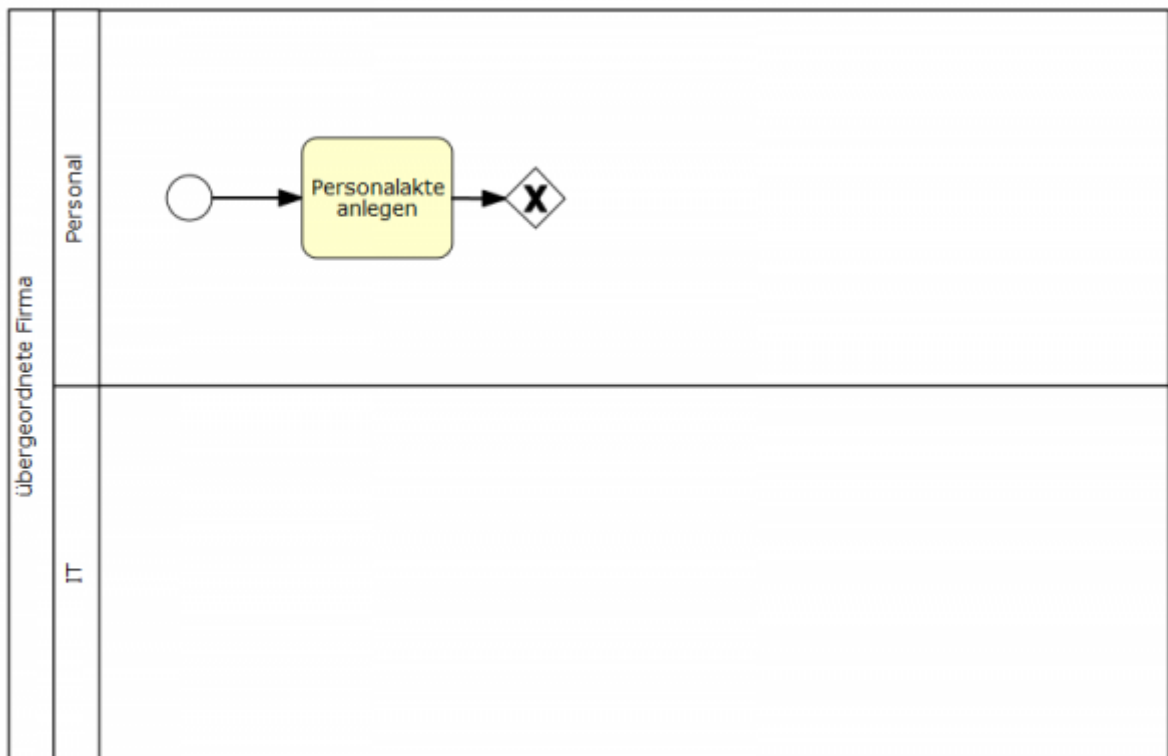 übergeordnete Firma
Personal
Personalakte
anlegen
X
IT